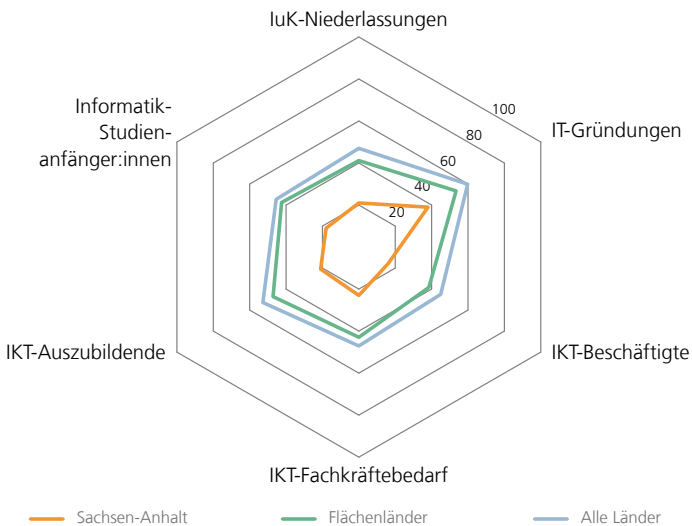 IuK-Niederlassungen
Informatik-
Studien-
anfänger:innen
100
IT-Gründungen
80
60
40
20
IKT-Auszubildende
IKT-Beschäftigte
IKT-Fachkräftebedarf
Sachsen-Anhalt
Flächenländer
Alle Länder